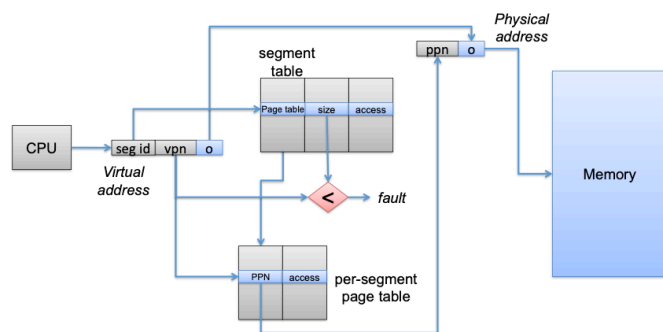 Physical
address
ppn o
segment
table
Page table size access
CPU
seg id vpn o
Virtual
address
Memory
<
fault
PPN access
per-segment
page table